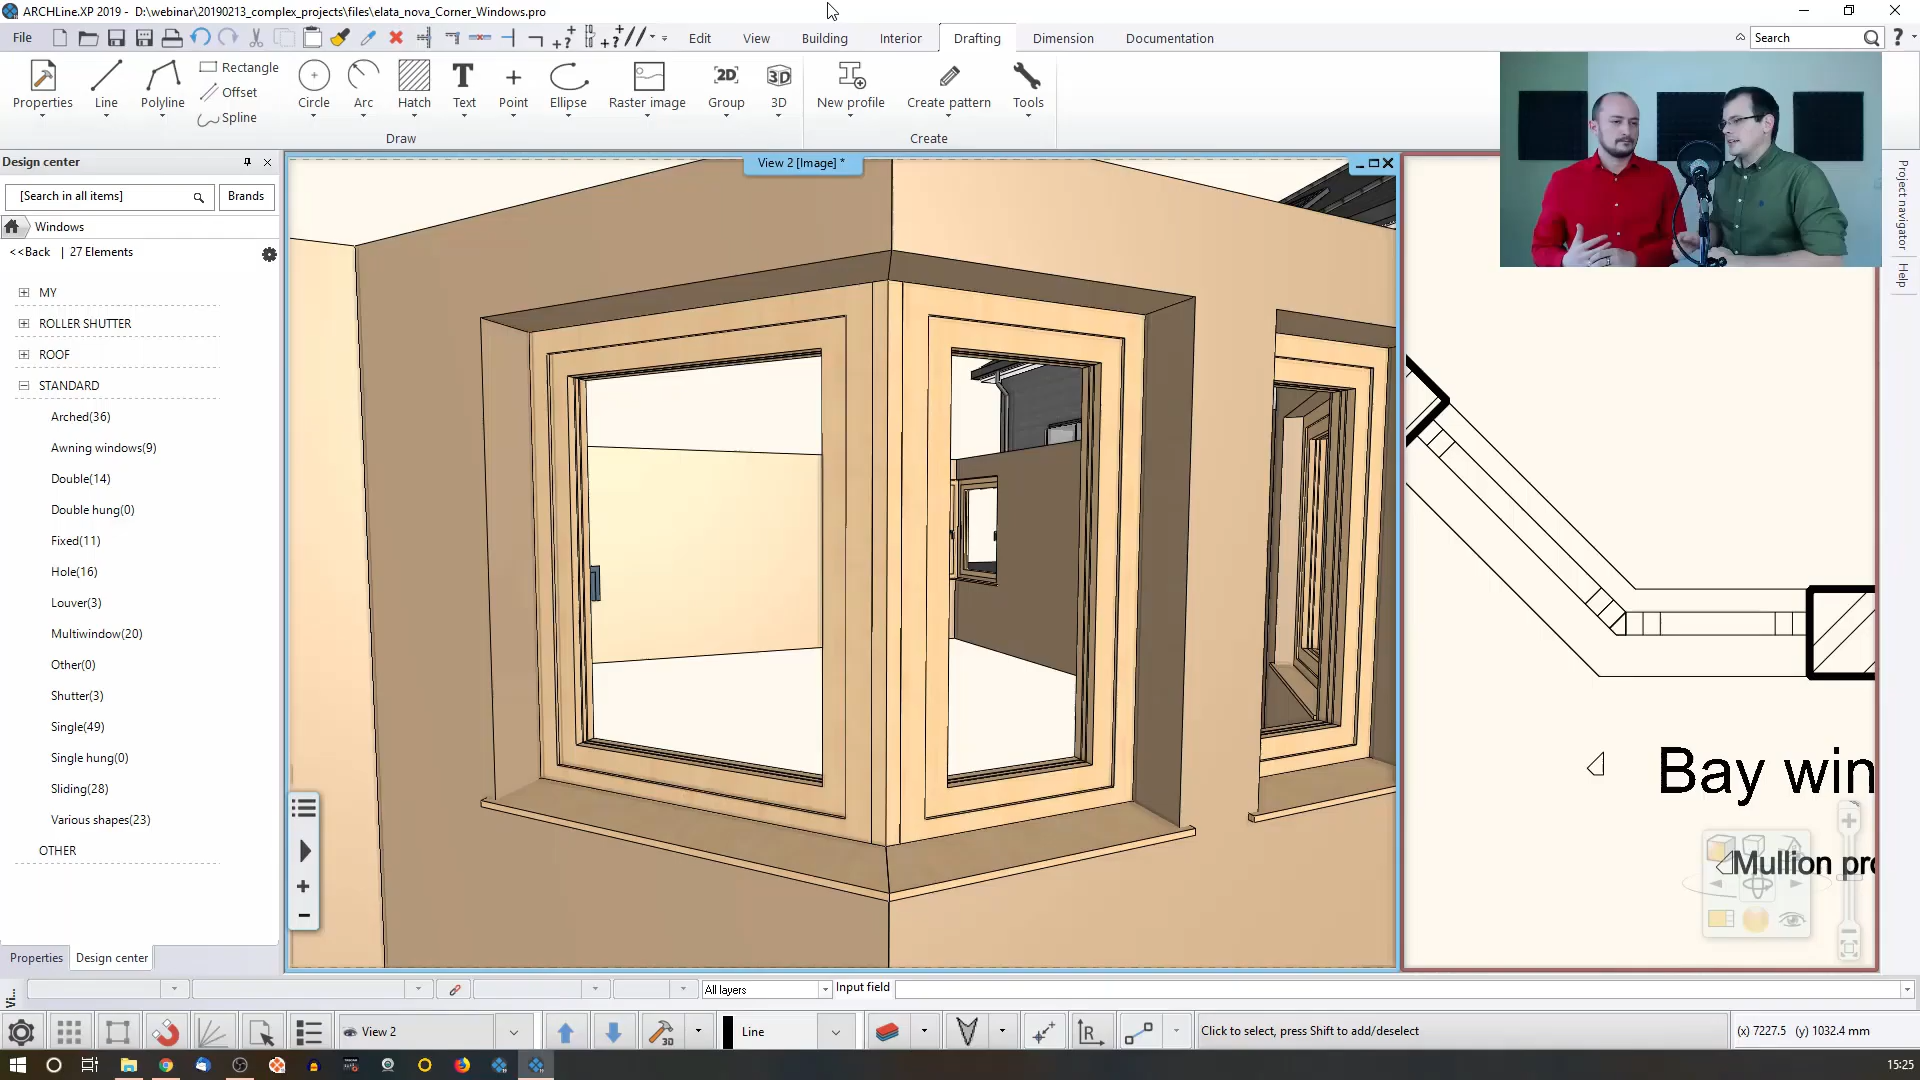 ARCHLine.XP 2019 - D:\webinar\20190213_complex_projects\files\elata_nova_Corner_Windows.pro
File
Edit
View
Building
Interior
Drafting
Dimension
Documentation
Search
?
Properties
Line
Polyline
Rectangle
Offset
Spline
Circle
Arc
Hatch
Text
Point
Ellipse
Raster image
2D
Group
3D
3D
New profile
Create pattern
Tools
Draw
Create
Design center
View 2 [Image] *
[Search in all items]
Brands
Windows
<<Back | 27 Elements
MY
ROLLER SHUTTER
ROOF
STANDARD
Arched(36)
Awning windows(9)
Double(14)
Double hung(0)
Fixed(11)
Hole(16)
Louver(3)
Multiwindow(20)
Other(0)
Shutter(3)
Single(49)
Single hung(0)
Sliding(28)
Various shapes(23)
OTHER
Project navigator
Help
Bay win
Mullion pro
Properties
Design center
Vi...
All layers
Input field
View 2
3D
Line
R
Click to select, press Shift to add/deselect
(x) 7227.5 (y) 1032.4 mm
15:25